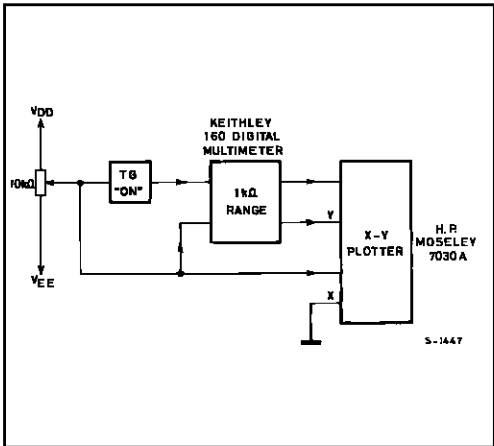 VDD
10kΩ
VEE
TG
"ON"
KEITHLEY
160 DIGITAL
MULTIMETER
1kΩ
RANGE
Y
X
X-Y
PLOTTER
H.P.
MOSELEY
7030A
S-1447